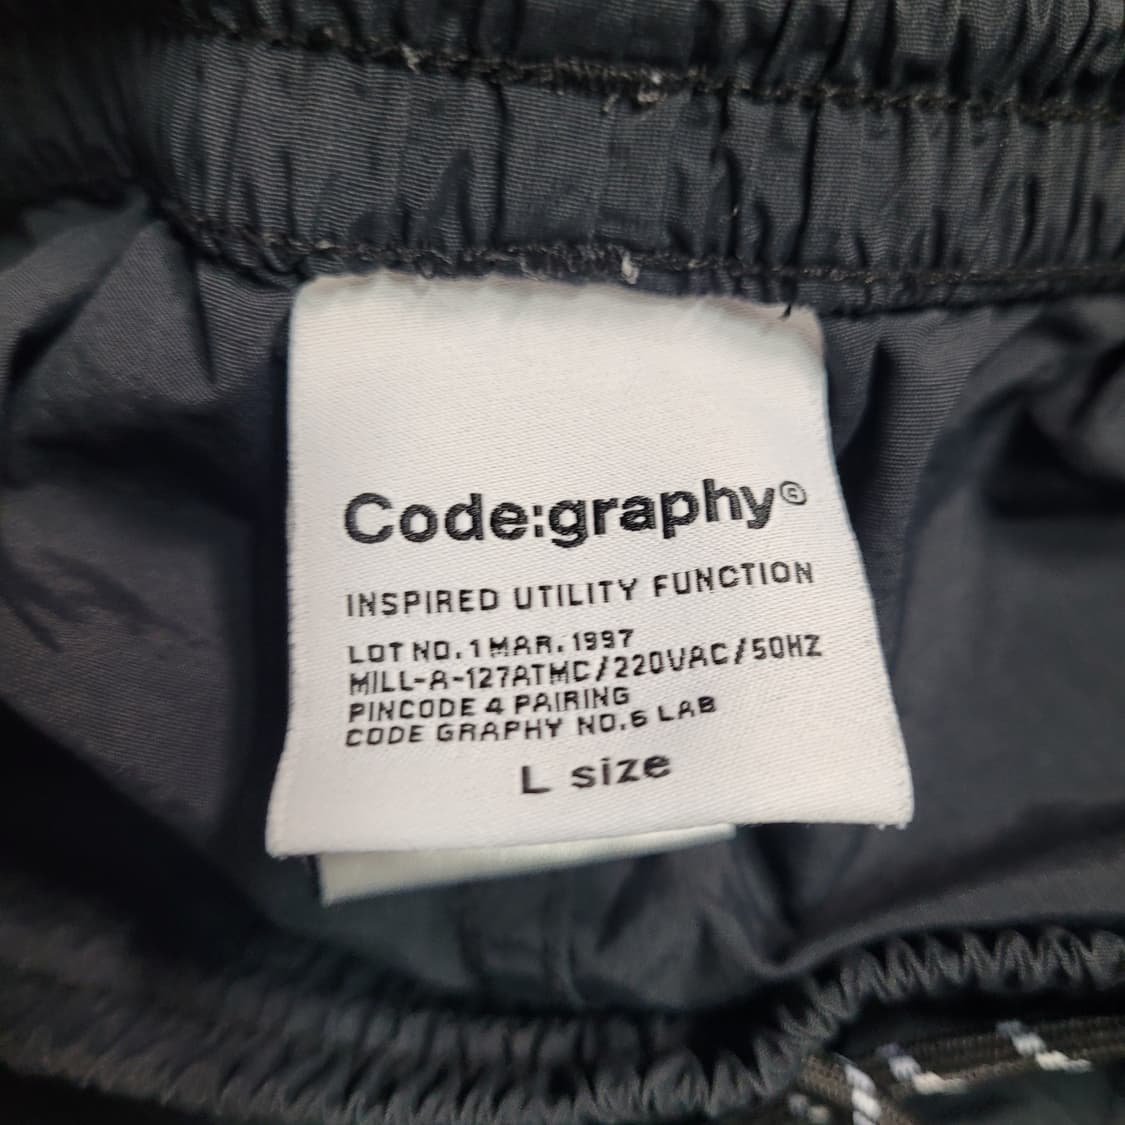 Code:graphy Ⓖ
INSPIRED UTILITY FUNCTION
LOT NO. 1 MAR. 1997
MILL-A-127ATMC/220VAC/50HZ
PINCODE 4 PAIRING
CODE GRAPHY NO.6 LAB
L size